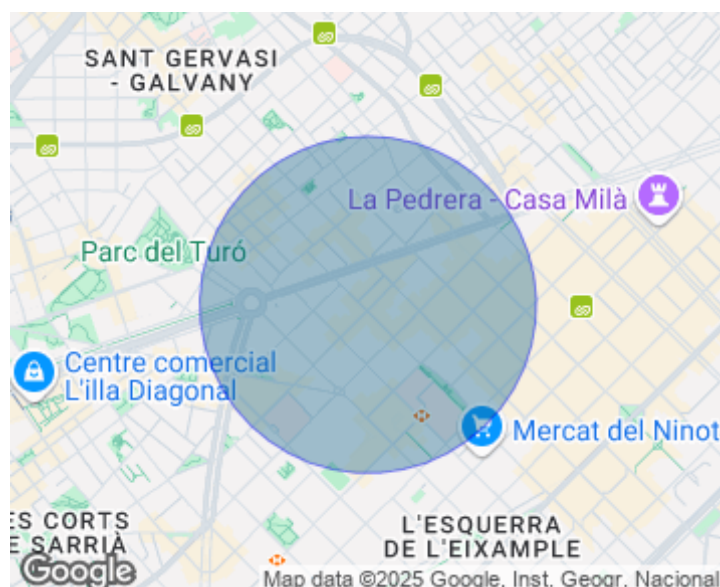 SANT GERVASI
- GALVANY
La Pedrera - Casa Milà
Parc del Turó
Centre comercial
L'illa Diagonal
Mercat del Ninot
ES CORTS
E SARRIÀ
L'ESQUERRA
DE L'EIXAMPLE
Google
Map data ©2025 Google, Inst. Geogr. Nacional